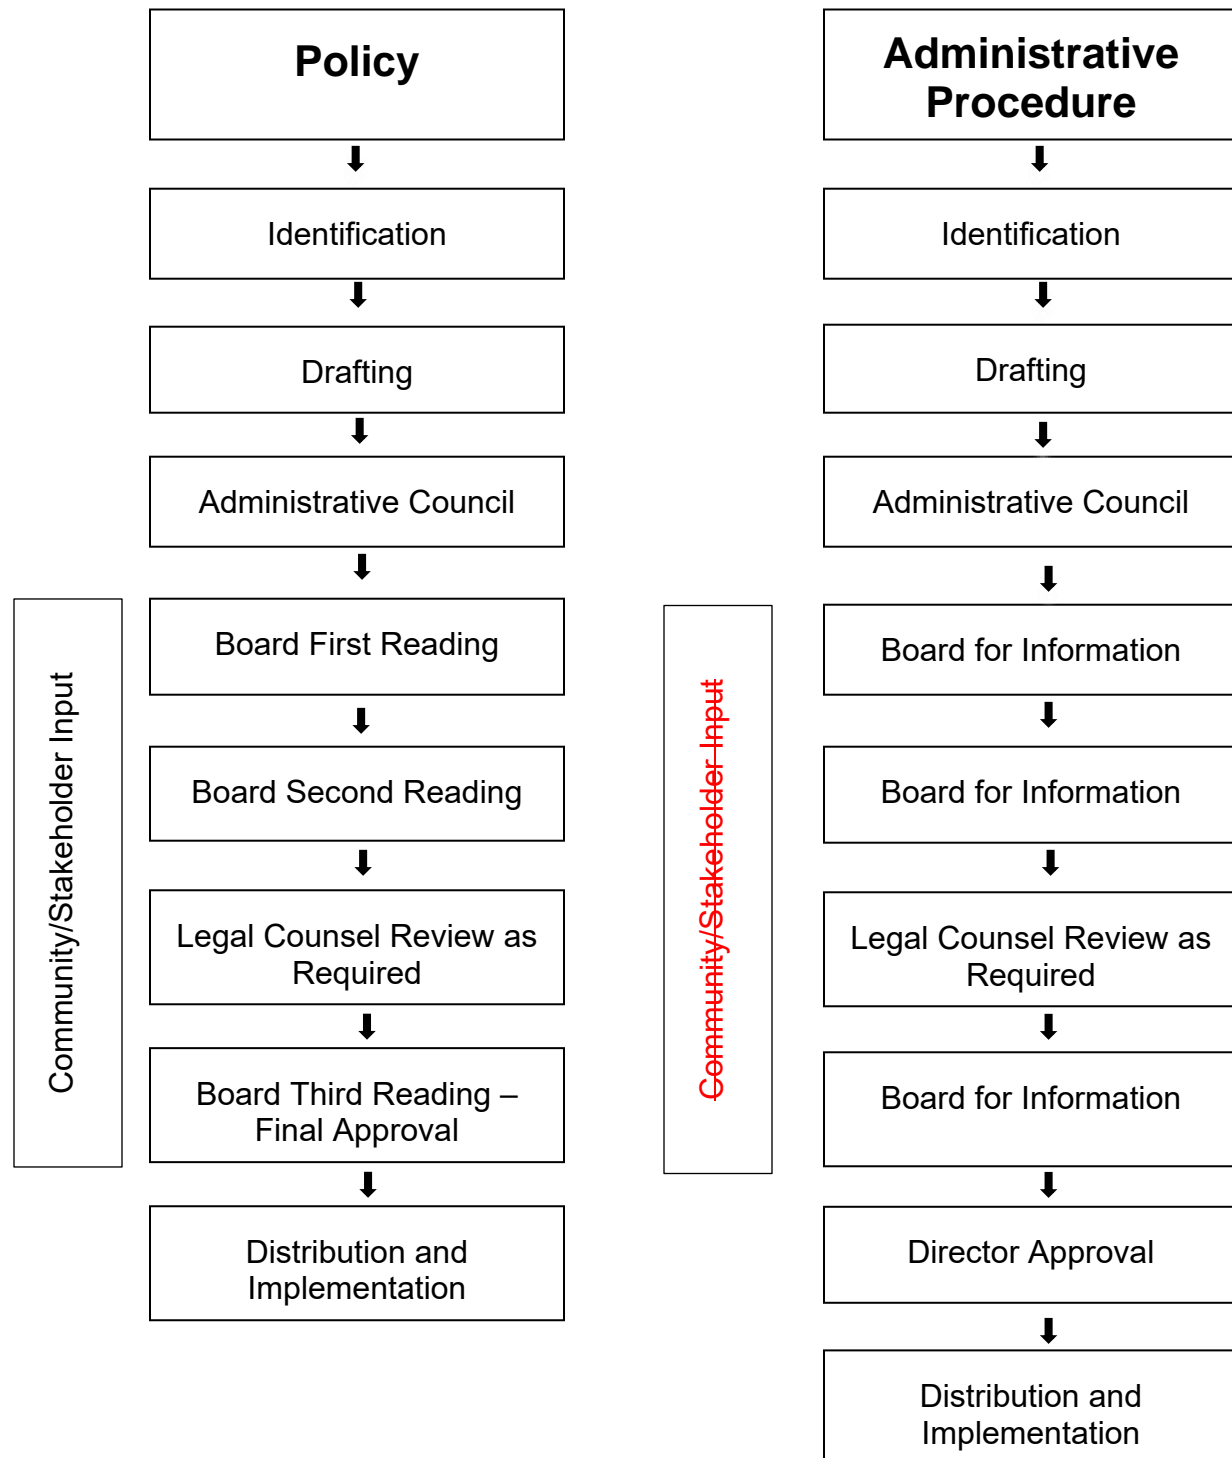 Policy
Identification
Drafting
Administrative Council
Community/Stakeholder Input
Board First Reading
Board Second Reading
Legal Counsel Review as
Required
Board Third Reading –
Final Approval
Distribution and
Implementation
Administrative
Procedure
Identification
Drafting
Administrative Council
Community/Stakeholder Input
Board for Information
Board for Information
Legal Counsel Review as
Required
Board for Information
Director Approval
Distribution and
Implementation